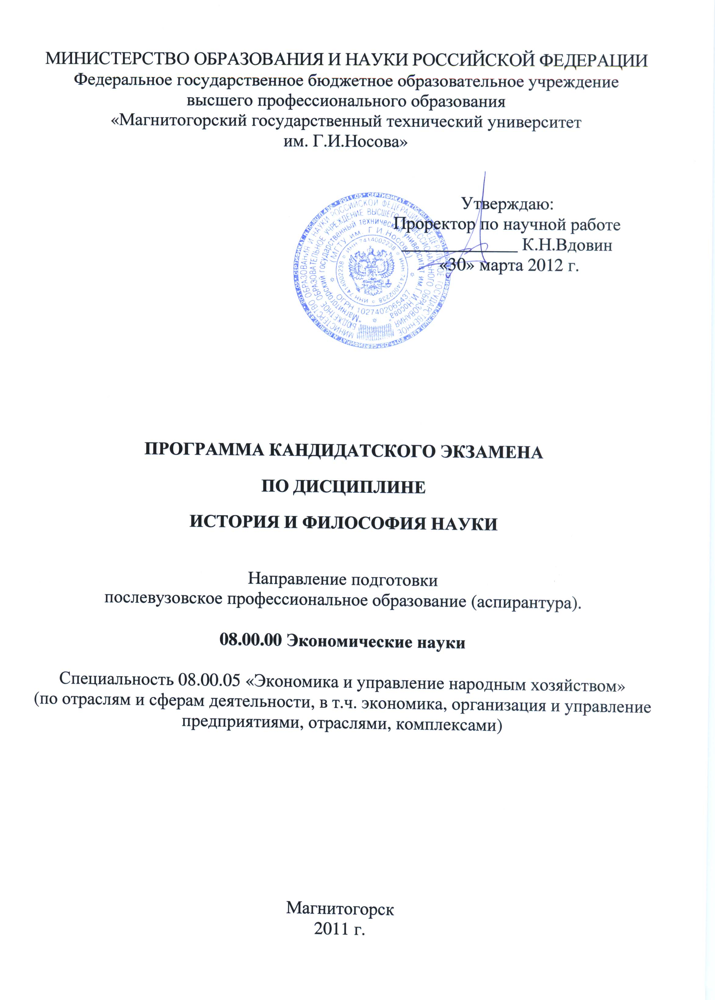 МИНИСТЕРСТВО ОБРАЗОВАНИЯ И НАУКИ РОССИЙСКОЙ ФЕДЕРАЦИИ
Федеральное государственное бюджетное образовательное учреждение
высшего профессионального образования
«Магнитогорский государственный технический университет
им. Г.И.Носова»
Утверждаю:
Проректор по научной работе
К.Н.Вдовин
«30» марта 2012 г.
МИНИСТЕРСТВО ОБРАЗОВАНИЯ И НАУКИ РОССИЙСКОЙ ФЕДЕРАЦИИ ФЕДЕРАЛЬНОЕ ГОСУДАРСТВЕННОЕ
БЮДЖЕТНОЕ ОБРАЗОВАТЕЛЬНОЕ УЧРЕЖДЕНИЕ ВЫСШЕГО ПРОФЕССИОНАЛЬНОГО ОБРАЗОВАНИЯ
"Магнитогорский государственный технический университет им. Г.И.Носова"
(МГТУ им. Г.И.Носова)
ОГРН 1027402065437
ИНН 7414002238 ИНН 7414002238 ИНН 7414002238
ПРОГРАММА КАНДИДАТСКОГО ЭКЗАМЕНА
ПО ДИСЦИПЛИНЕ
ИСТОРИЯ И ФИЛОСОФИЯ НАУКИ
Направление подготовки
послевузовское профессиональное образование (аспирантура).
08.00.00 Экономические науки
Специальность 08.00.05 «Экономика и управление народным хозяйством»
(по отраслям и сферам деятельности, в т.ч. экономика, организация и управление
предприятиями, отраслями, комплексами)
Магнитогорск
2011 г.